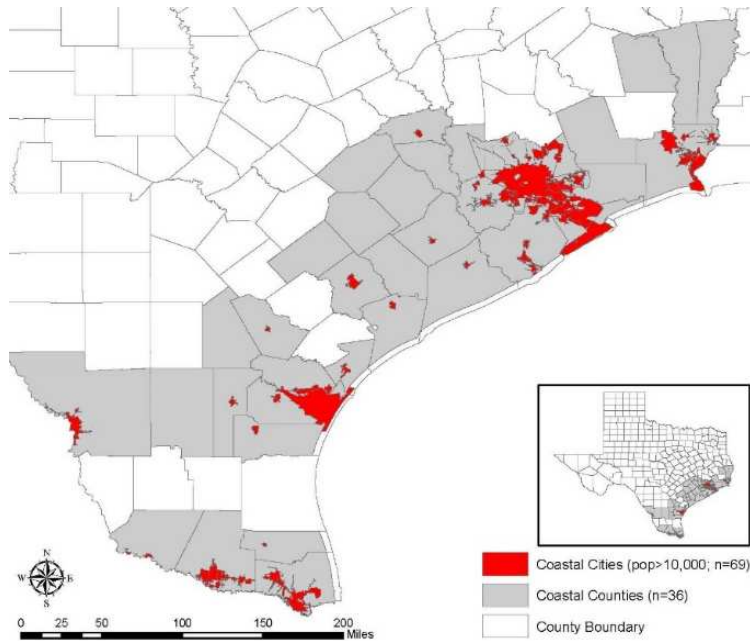 N
W E
S
0 25 50 100 150 200
Miles
Coastal Cities (pop>10,000; n=69)
Coastal Counties (n=36)
County Boundary